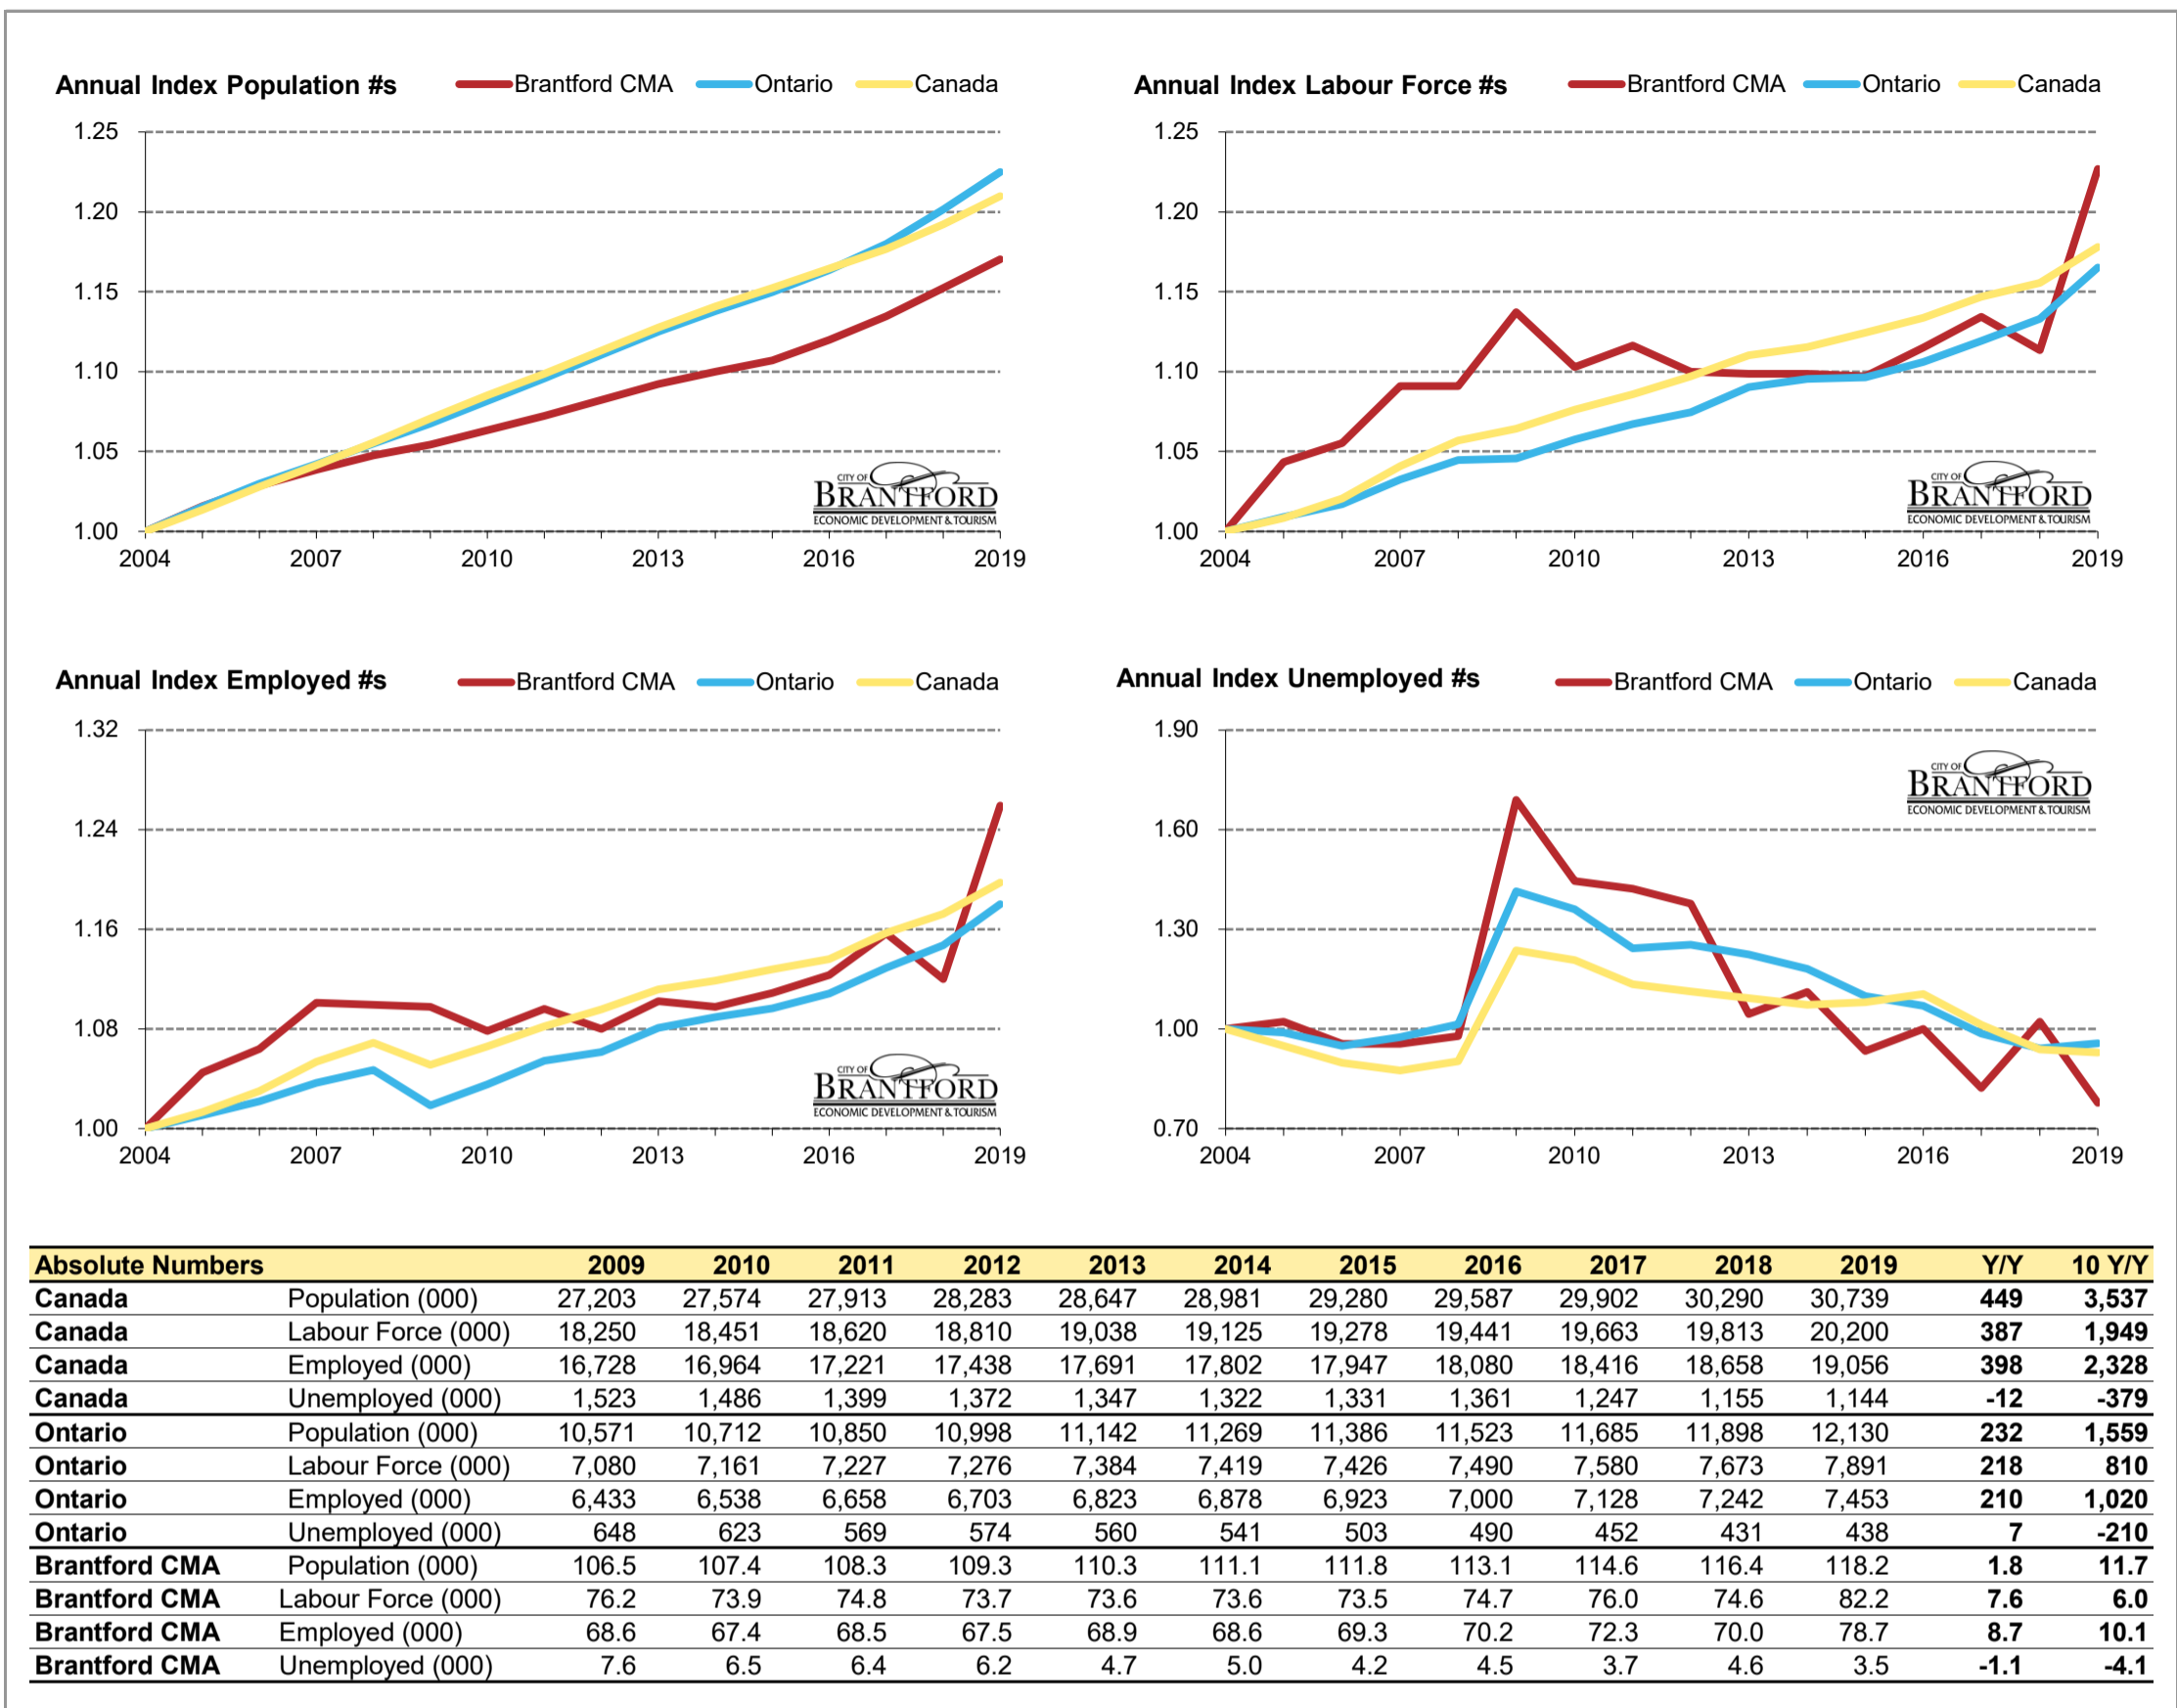 Annual Index Population #s Brantford CMA Ontario Canada
1.25
1.20
1.15
1.10
1.05
1.00
CITY OF
BRANTFORD
ECONOMIC DEVELOPMENT & TOURISM
2004 2007 2010 2013 2016 2019
Annual Index Labour Force #s Brantford CMA Ontario Canada
1.25
1.20
1.15
1.10
1.05
1.00
CITY OF
BRANTFORD
ECONOMIC DEVELOPMENT & TOURISM
2004 2007 2010 2013 2016 2019
Annual Index Employed #s Brantford CMA Ontario Canada
1.32
1.24
1.16
1.08
1.00
CITY OF
BRANTFORD
ECONOMIC DEVELOPMENT & TOURISM
2004 2007 2010 2013 2016 2019
Annual Index Unemployed #s Brantford CMA Ontario Canada
1.90
1.60
1.30
1.00
0.70
CITY OF
BRANTFORD
ECONOMIC DEVELOPMENT & TOURISM
2004 2007 2010 2013 2016 2019
Absolute Numbers 2009 2010 2011 2012 2013 2014 2015 2016 2017 2018 2019 Y/Y 10 Y/Y
Canada Population (000) 27,203 27,574 27,913 28,283 28,647 28,981 29,280 29,587 29,902 30,290 30,739 449 3,537
Canada Labour Force (000) 18,250 18,451 18,620 18,810 19,038 19,125 19,278 19,441 19,663 19,813 20,200 387 1,949
Canada Employed (000) 16,728 16,964 17,221 17,438 17,691 17,802 17,947 18,080 18,416 18,658 19,056 398 2,328
Canada Unemployed (000) 1,523 1,486 1,399 1,372 1,347 1,322 1,331 1,361 1,247 1,155 1,144 -12 -379
Ontario Population (000) 10,571 10,712 10,850 10,998 11,142 11,269 11,386 11,523 11,685 11,898 12,130 232 1,559
Ontario Labour Force (000) 7,080 7,161 7,227 7,276 7,384 7,419 7,426 7,490 7,580 7,673 7,891 218 810
Ontario Employed (000) 6,433 6,538 6,658 6,703 6,823 6,878 6,923 7,000 7,128 7,242 7,453 210 1,020
Ontario Unemployed (000) 648 623 569 574 560 541 503 490 452 431 438 7 -210
Brantford CMA Population (000) 106.5 107.4 108.3 109.3 110.3 111.1 111.8 113.1 114.6 116.4 118.2 1.8 11.7
Brantford CMA Labour Force (000) 76.2 73.9 74.8 73.7 73.6 73.6 73.5 74.7 76.0 74.6 82.2 7.6 6.0
Brantford CMA Employed (000) 68.6 67.4 68.5 67.5 68.9 68.6 69.3 70.2 72.3 70.0 78.7 8.7 10.1
Brantford CMA Unemployed (000) 7.6 6.5 6.4 6.2 4.7 5.0 4.2 4.5 3.7 4.6 3.5 -1.1 -4.1